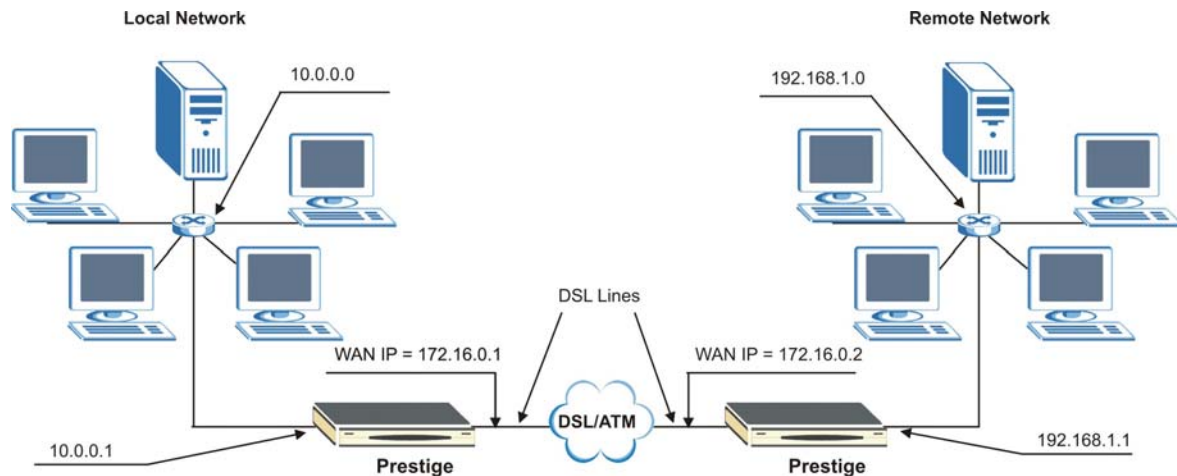 Local Network
Remote Network
10.0.0.0
192.168.1.0
DSL Lines
WAN IP = 172.16.0.1
WAN IP = 172.16.0.2
DSL/ATM
10.0.0.1
192.168.1.1
Prestige
Prestige